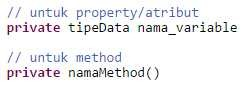 // untuk property/atribut
private tipeData nama_variable
// untuk method
private namaMethod()